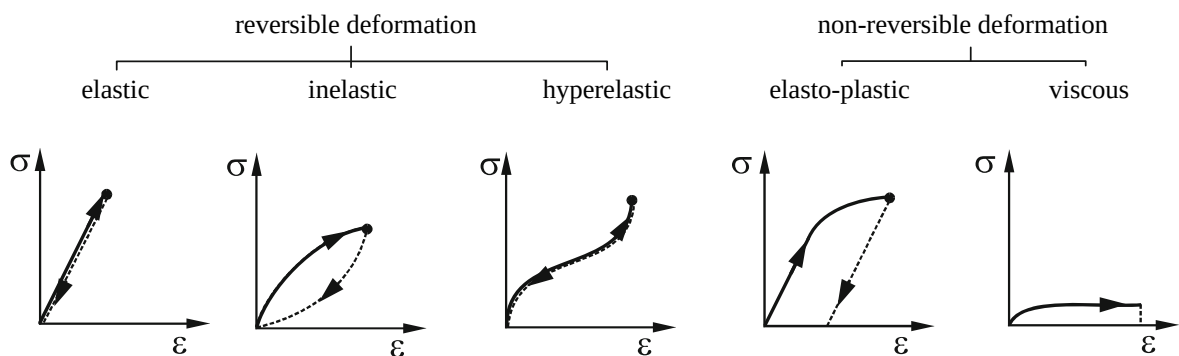 reversible deformation
non-reversible deformation
elastic
inelastic
hyperelastic
elasto-plastic
viscous
σ
σ
σ
σ
σ
ε
ε
ε
ε
ε